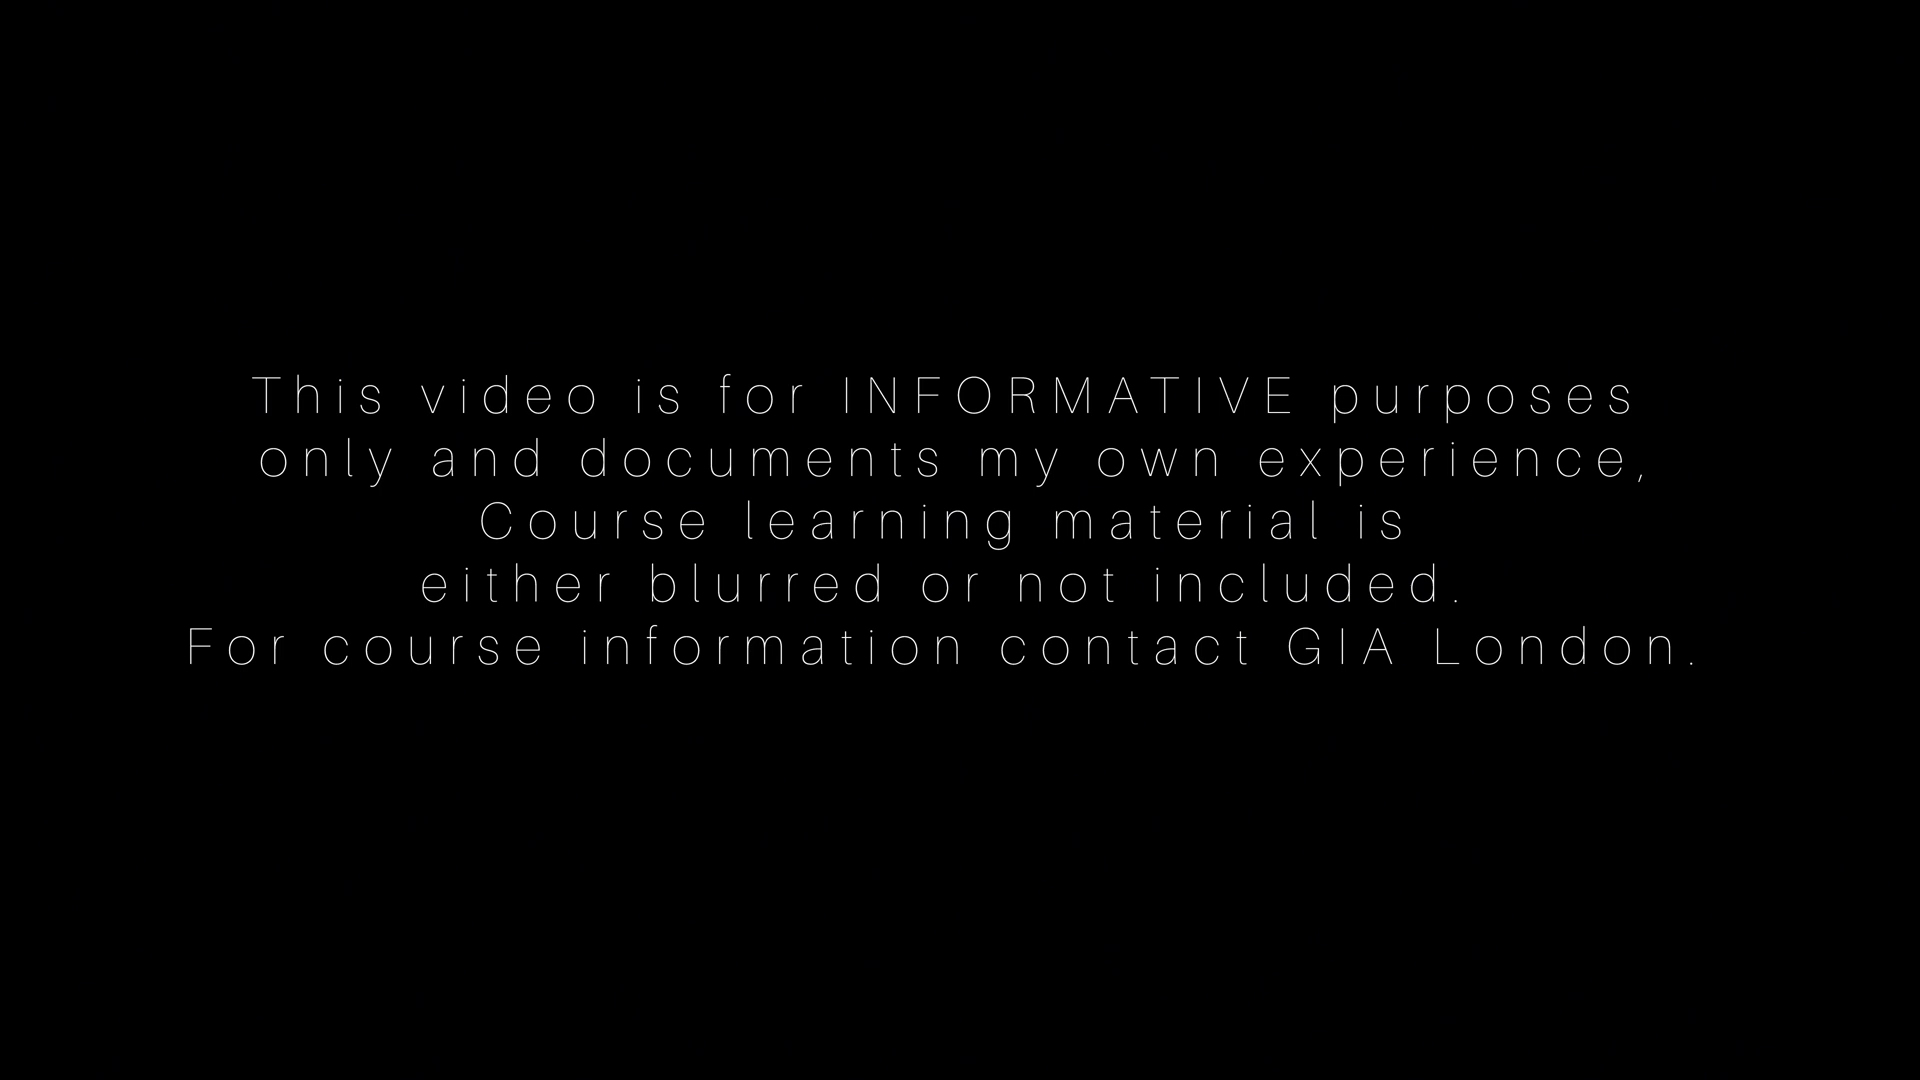 This video is for INFORMATIVE purposes
only and documents my own experience,
Course learning material is
either blurred or not included.
For course information contact GIA London.